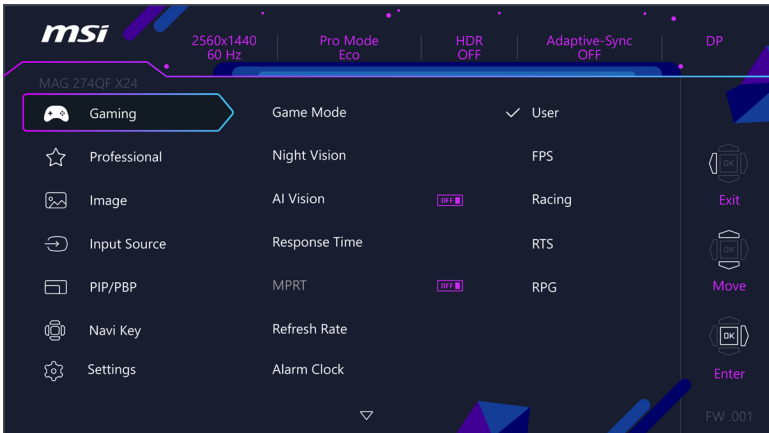 msi
2560x1440
60 Hz
Pro Mode
Eco
HDR
OFF
Adaptive-Sync
OFF
DP
MAG 274QF X24
Gaming
Professional
Image
Input Source
PIP/PBP
Navi Key
Settings
Game Mode
Night Vision
AI Vision
OFF
Response Time
MPRT
OFF
Refresh Rate
Alarm Clock
User
FPS
Racing
RTS
RPG
OK
Exit
OK
Move
OK
Enter
FW .001